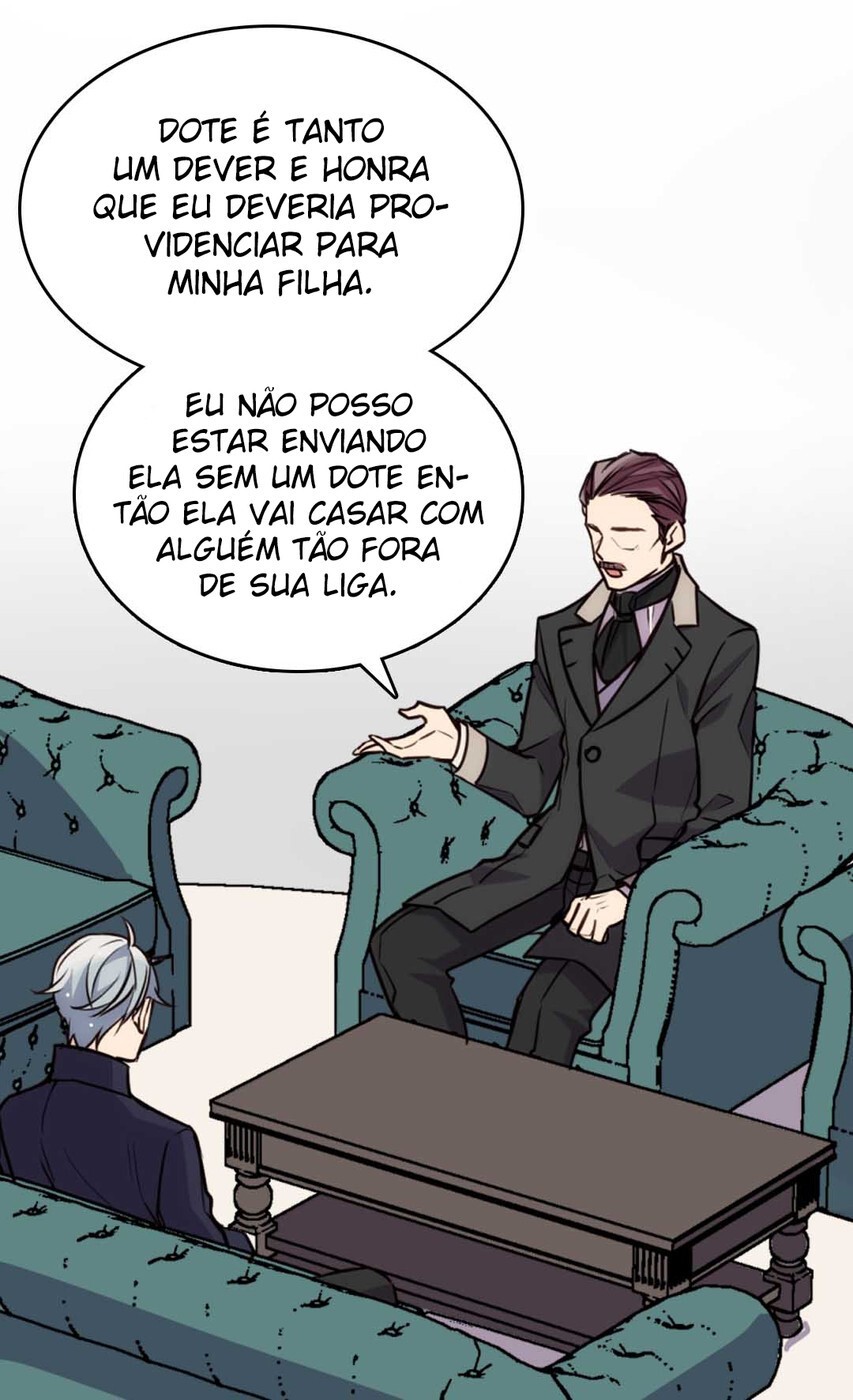 DOTE É TANTO
UM DEVER E HONRA
QUE EU DEVERIA PRO-
VIDENCIAR PARA
MINHA FILHA.
EU NÃO POSSO
ESTAR ENVIANDO
ELA SEM UM DOTE EN-
TÃO ELA VAI CASAR COM
ALGUÉM TÃO FORA
DE SUA LIGA.